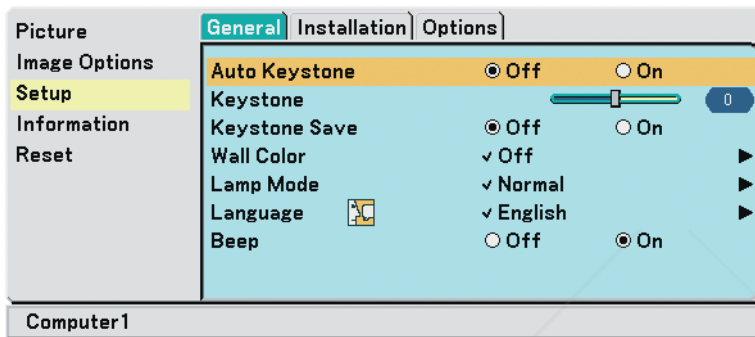 Picture
Image Options
Setup
Information
Reset
General Installation Options
Auto Keystone Off On
Keystone 0
Keystone Save Off On
Wall Color Off
Lamp Mode Normal
Language English
Beep Off On
Computer1